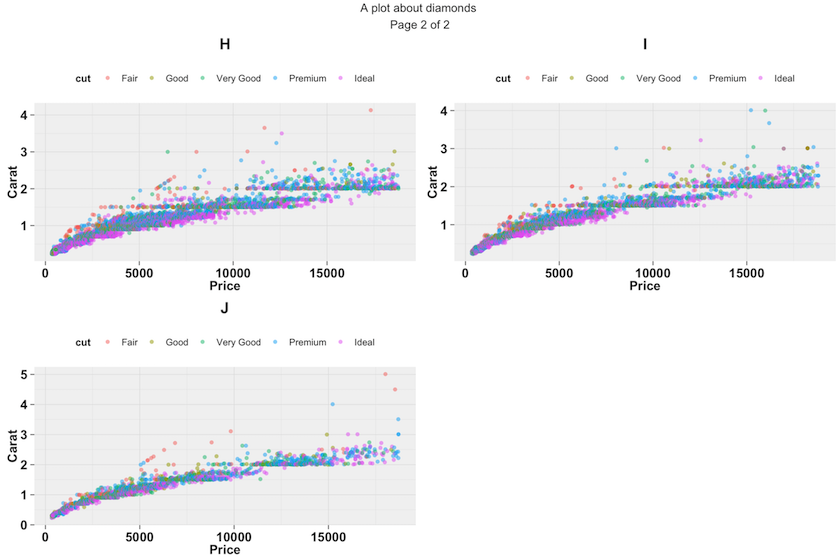 A plot about diamonds
Page 2 of 2
H
cut Fair Good Very Good Premium Ideal
4
3
2
1
Carat
0 5000 10000 15000
Price
I
cut Fair Good Very Good Premium Ideal
4
3
2
1
Carat
0 5000 10000 15000
Price
J
cut Fair Good Very Good Premium Ideal
5
4
3
2
1
0
Carat
0 5000 10000 15000
Price